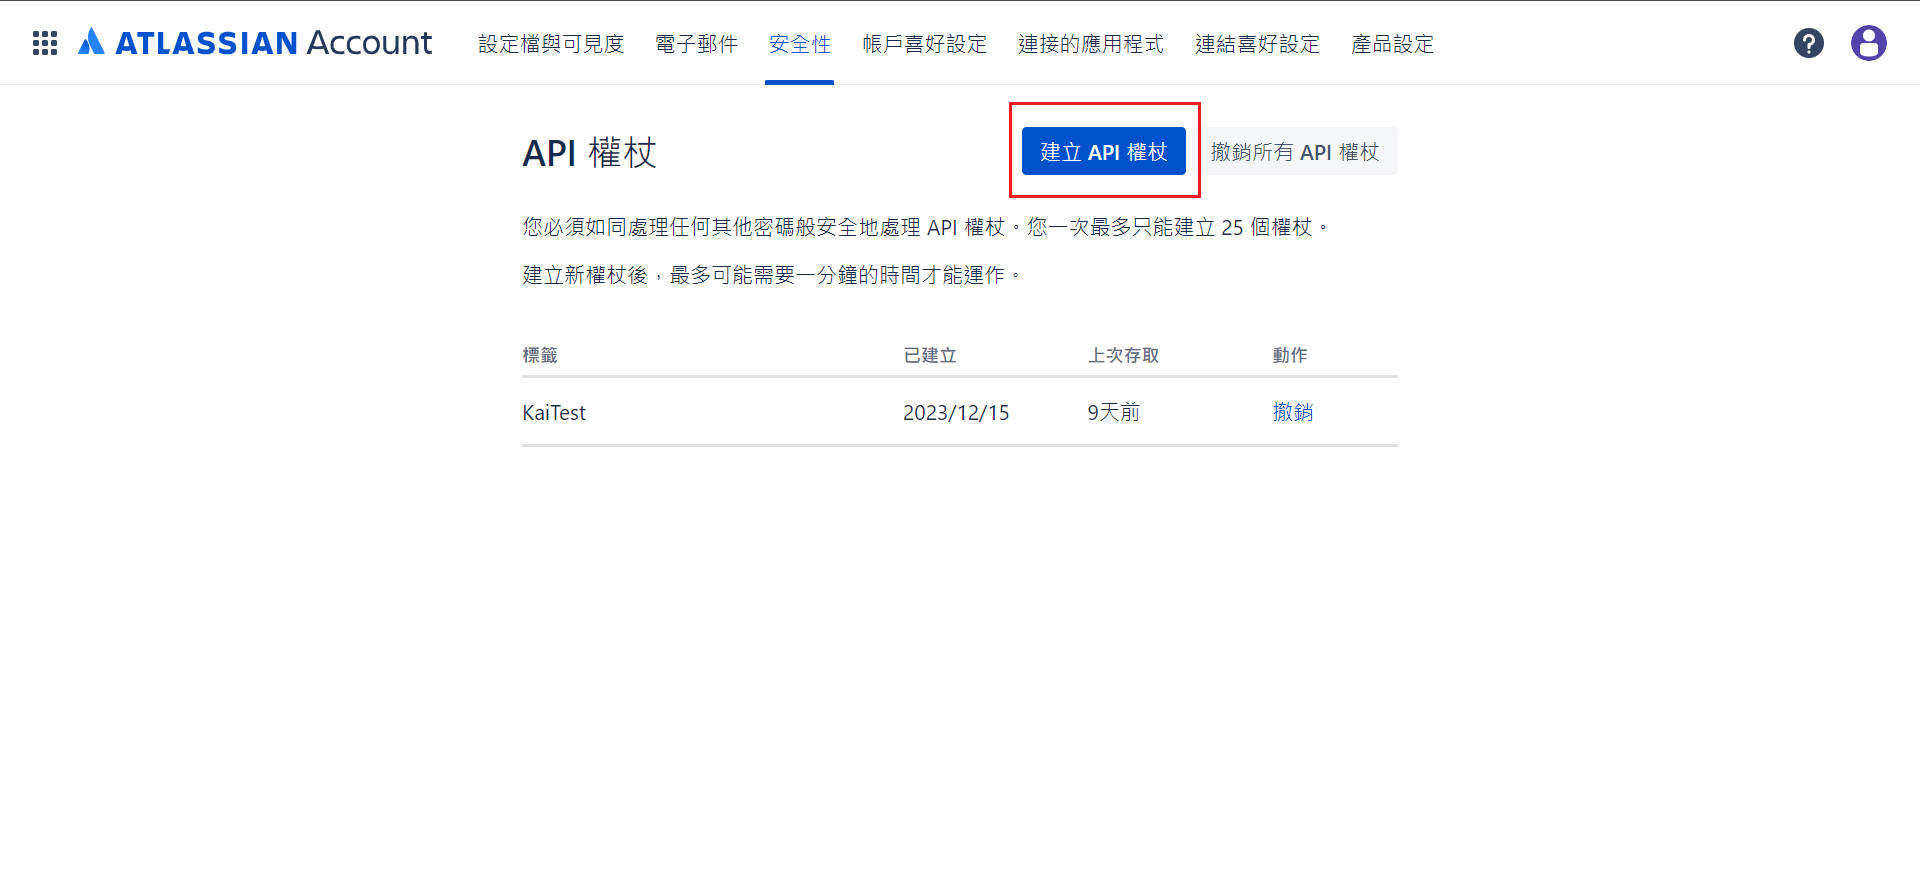 ATLASSIAN Account 設定檔與可見度 電子郵件 安全性 帳戶喜好設定 連接的應用程式 連結喜好設定 產品設定
API 權杖 建立 API 權杖 撤銷所有 API 權杖
您必須如同處理任何其他密碼般安全地處理 API 權杖。您一次最多只能建立 25 個權杖。
建立新權杖後，最多可能需要一分鐘的時間才能運作。
標籤 已建立 上次存取 動作
KaiTest 2023/12/15 9天前 撤銷